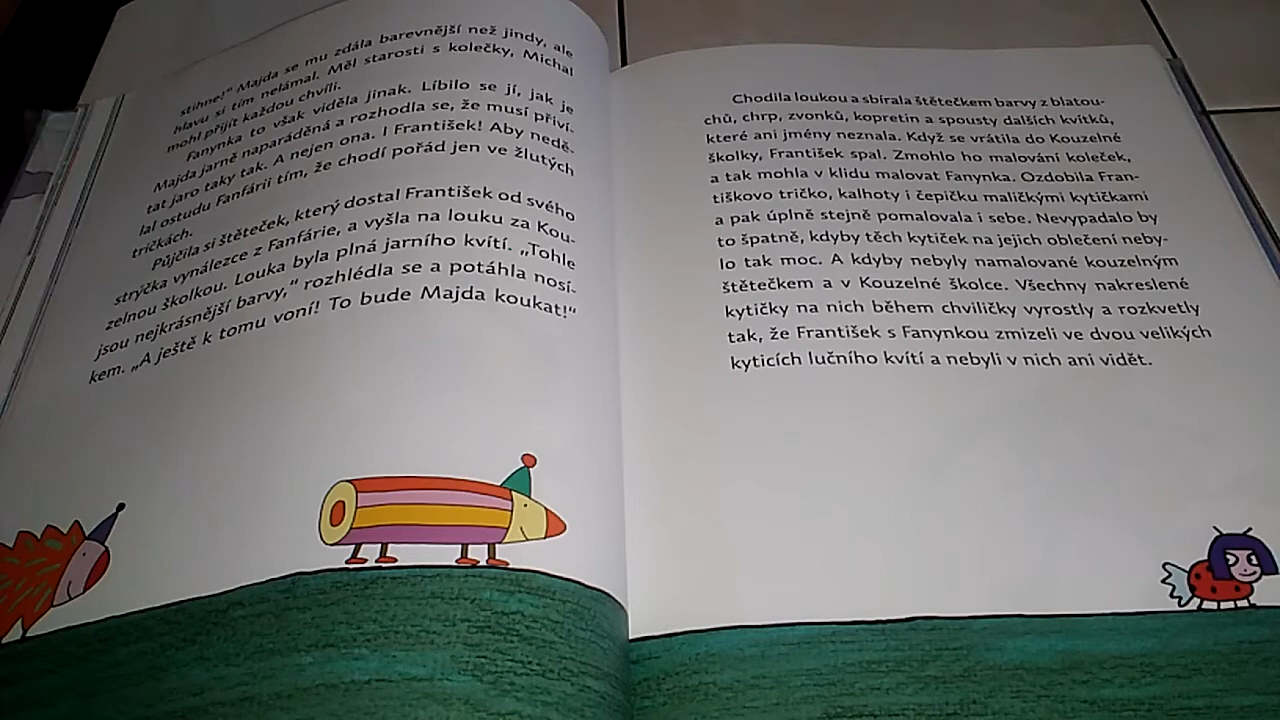 stihne!“ Majda se mu zdála barevnější než jindy, ale
hlavu si tím nelámal. Měl starosti s kolečky, Michal
mohl přijít každou chvíli.
Fanynka to však viděla jinak. Líbilo se jí, jak je
Majda jarně naparáděná a rozhodla se, že musí příví-
tat jaro taky tak. A nejen ona. I František! Aby nedě-
lal ostudu Fanfárii tím, že chodí pořád jen ve žlutých
tričkách.
Půjčila si štěteček, který dostal František od svého
strýčka vynálezce z Fanfárie, a vyšla na louku za Kou-
zelnou školkou. Louka byla plná jarního kvítí. „Tohle
jsou nejkrásnější barvy,“ rozhlédla se a potáhla nosí-
kem. „A ještě k tomu voní! To bude Majda koukat!“
Chodila loukou a sbírala štětečkem barvy z blatou-
chů, chrp, zvonků, kopretin a spousty dalších kvítků,
které ani jmény neznala. Když se vrátila do Kouzelné
školky, František spal. Zmohlo ho malování koleček,
a tak mohla v klidu malovat Fanynka. Ozdobila Fran-
tiškovo tričko, kalhoty i čepičku maličkými kytičkami
a pak úplně stejně pomalovala i sebe. Nevypadalo by
to špatně, kdyby těch kytiček na jejich oblečení neby-
lo tak moc. A kdyby nebyly namalované kouzelným
štětečkem a v Kouzelné školce. Všechny nakreslené
kytičky na nich během chviličky vyrostly a rozkvetly
tak, že František s Fanynkou zmizeli ve dvou velikých
kyticích lučního kvítí a nebyli v nich ani vidět.